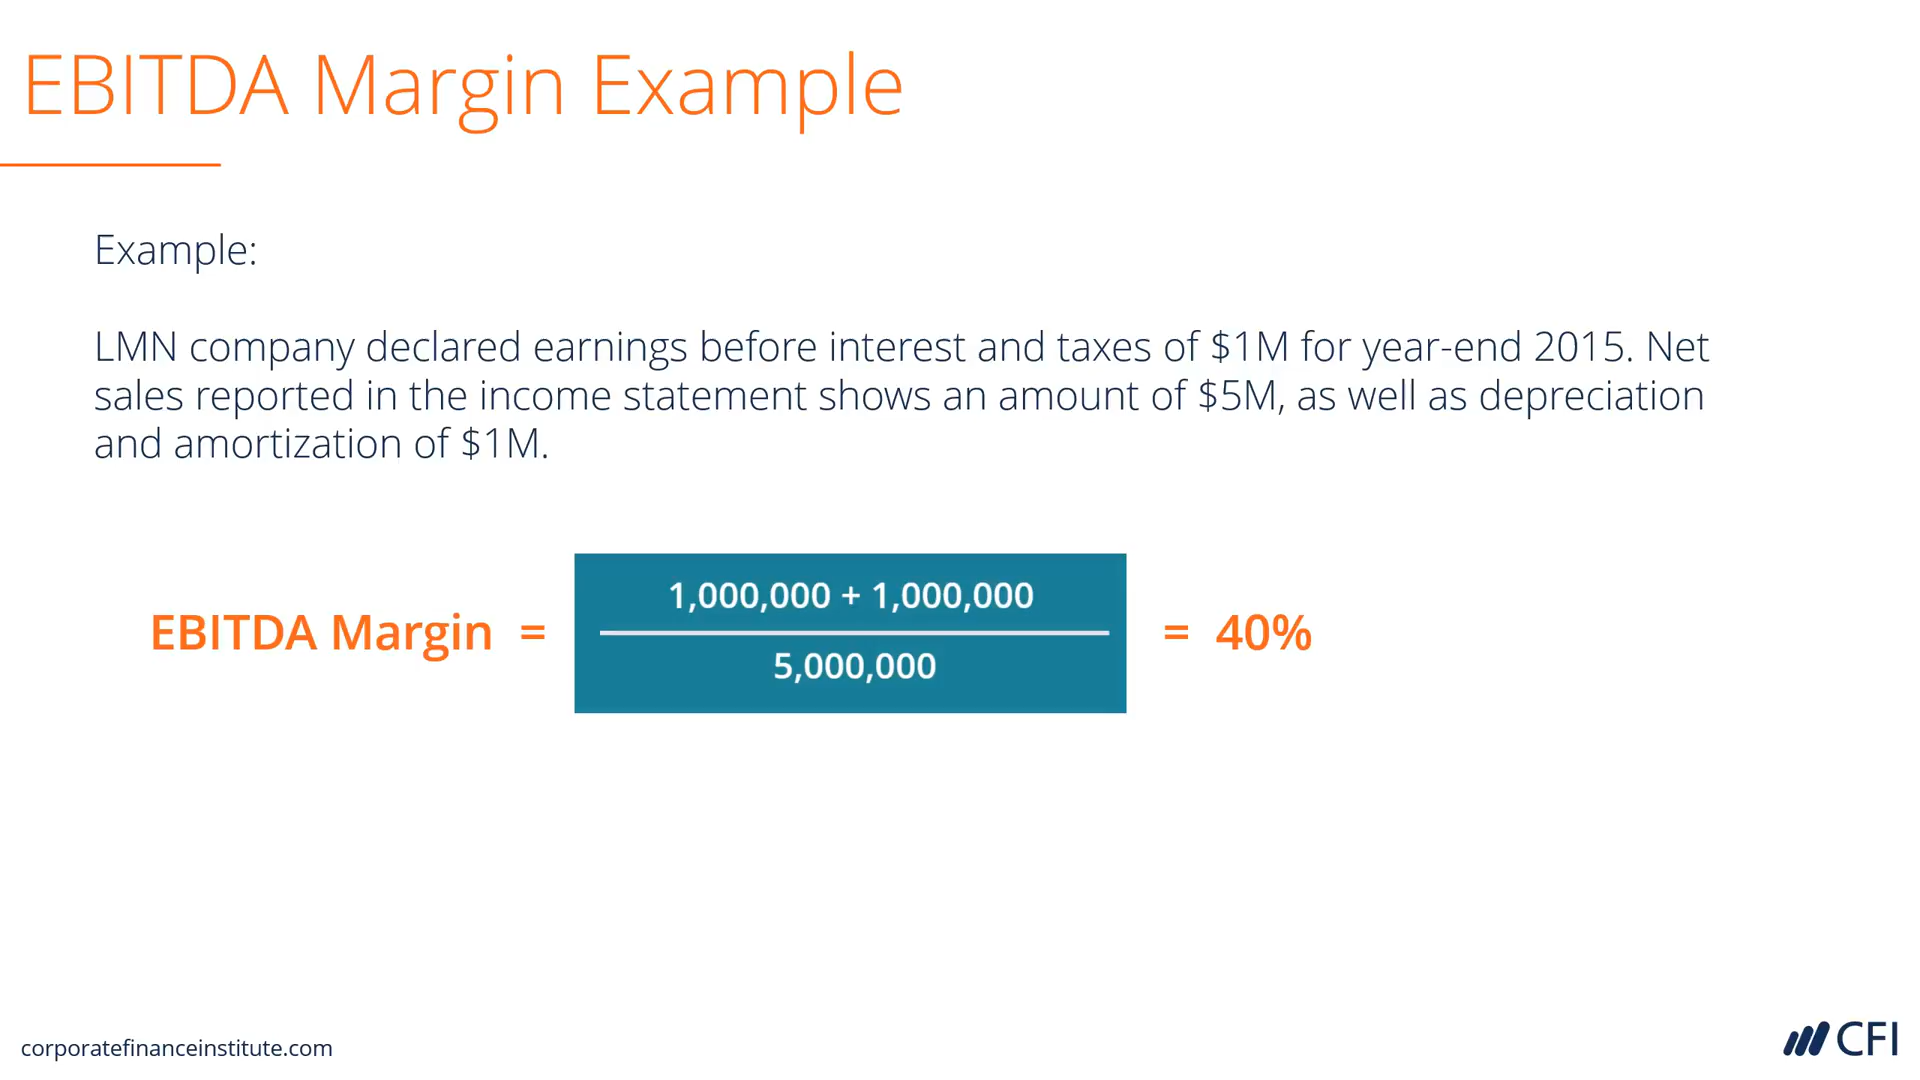 EBITDA Margin Example
Example:
LMN company declared earnings before interest and taxes of $1M for year-end 2015. Net
sales reported in the income statement shows an amount of $5M, as well as depreciation
and amortization of $1M.
1,000,000 + 1,000,000
EBITDA Margin = = 40%
5,000,000
corporatefinanceinstitute.com
CFI